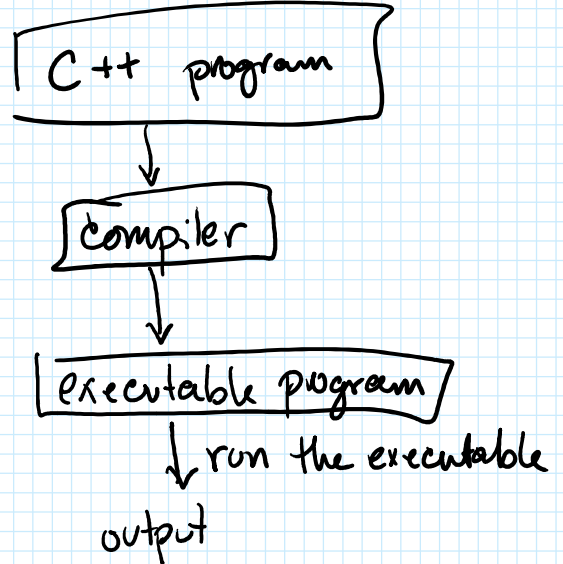 C++ program
compiler
executable program
run the executable
output